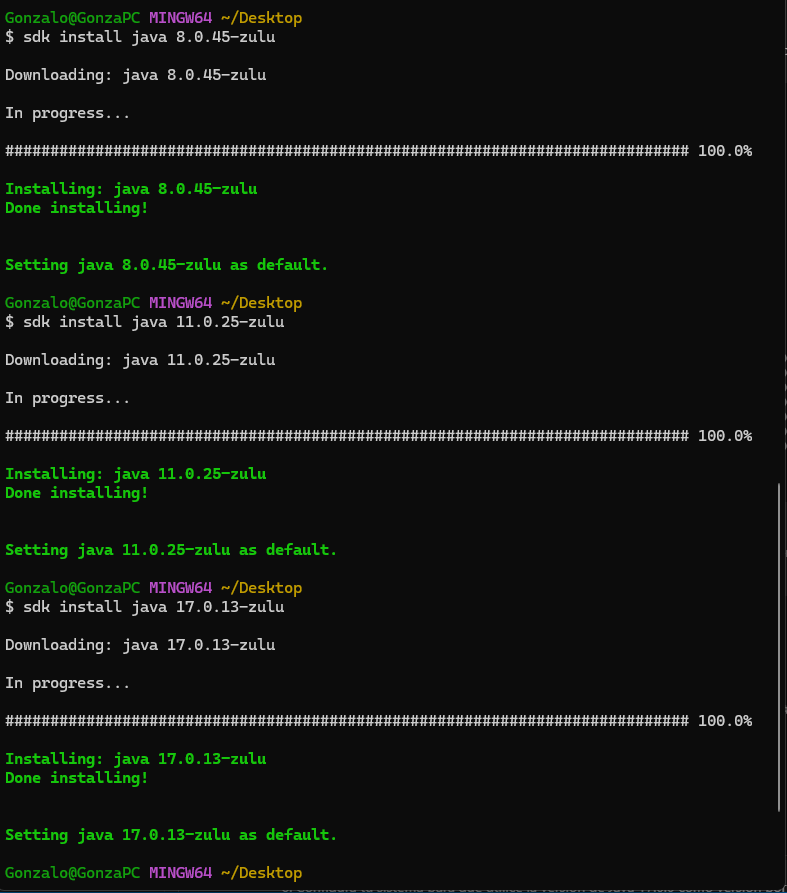 Gonzalo@GonzaPC MINGW64 ~/Desktop
$ sdk install java 8.0.45-zulu
Downloading: java 8.0.45-zulu
In progress...
############################################################################ 100.0%
Installing: java 8.0.45-zulu
Done installing!
Setting java 8.0.45-zulu as default.
Gonzalo@GonzaPC MINGW64 ~/Desktop
$ sdk install java 11.0.25-zulu
Downloading: java 11.0.25-zulu
In progress...
############################################################################ 100.0%
Installing: java 11.0.25-zulu
Done installing!
Setting java 11.0.25-zulu as default.
Gonzalo@GonzaPC MINGW64 ~/Desktop
$ sdk install java 17.0.13-zulu
Downloading: java 17.0.13-zulu
In progress...
############################################################################ 100.0%
Installing: java 17.0.13-zulu
Done installing!
Setting java 17.0.13-zulu as default.
Gonzalo@GonzaPC MINGW64 ~/Desktop